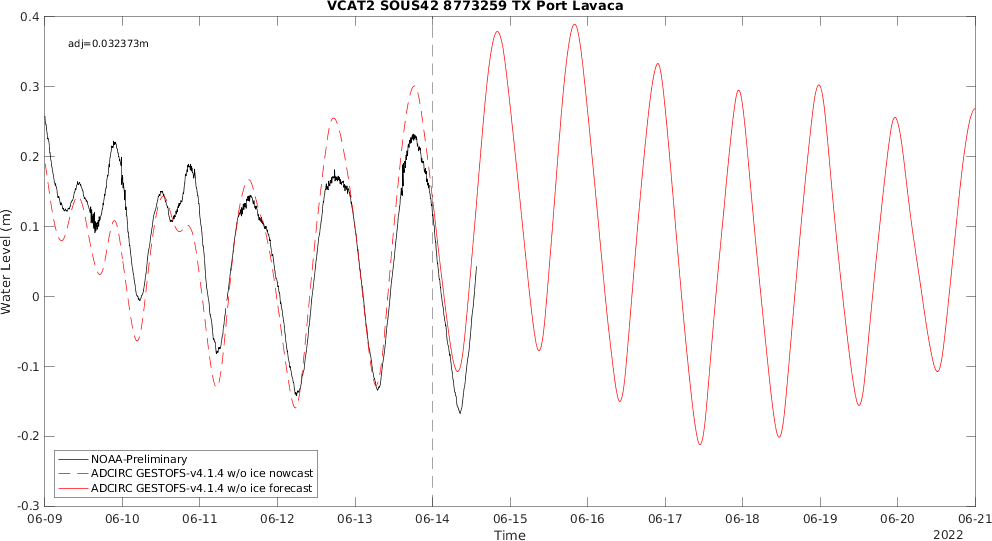 VCAT2 SOUS42 8773259 TX Port Lavaca
adj=0.032373m
0.4
0.3
0.2
0.1
0
-0.1
-0.2
-0.3
Water Level (m)
NOAA-Preliminary
ADCIRC GESTOFS-v4.1.4 w/o ice nowcast
ADCIRC GESTOFS-v4.1.4 w/o ice forecast
06-09 06-10 06-11 06-12 06-13 06-14 06-15 06-16 06-17 06-18 06-19 06-20 06-21
Time
2022